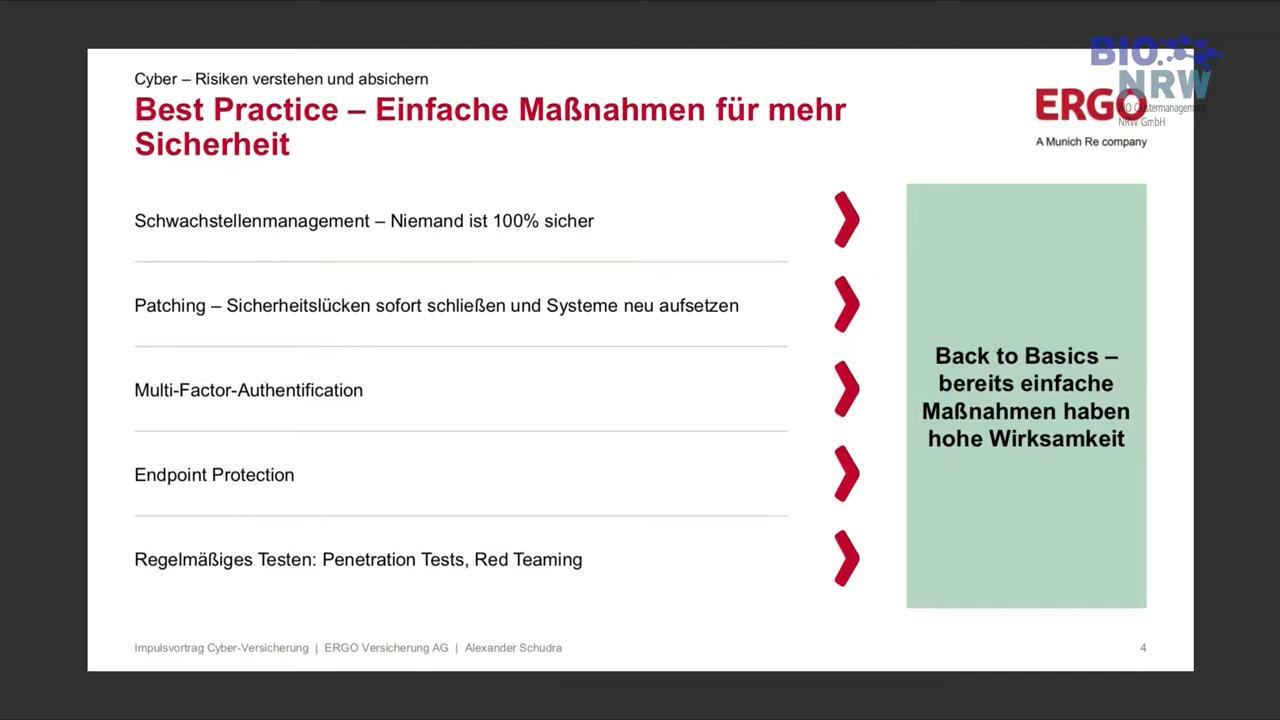 Cyber – Risiken verstehen und absichern
Best Practice – Einfache Maßnahmen für mehr
Sicherheit
BIO.
NRW
BIO Clustermanagement
NRW GmbH
ERGO
A Munich Re company
Schwachstellenmanagement – Niemand ist 100% sicher
Patching – Sicherheitslücken sofort schließen und Systeme neu aufsetzen
Multi-Factor-Authentification
Endpoint Protection
Regelmäßiges Testen: Penetration Tests, Red Teaming
Back to Basics –
bereits einfache
Maßnahmen haben
hohe Wirksamkeit
Impulsvortrag Cyber-Versicherung | ERGO Versicherung AG | Alexander Schudra
4